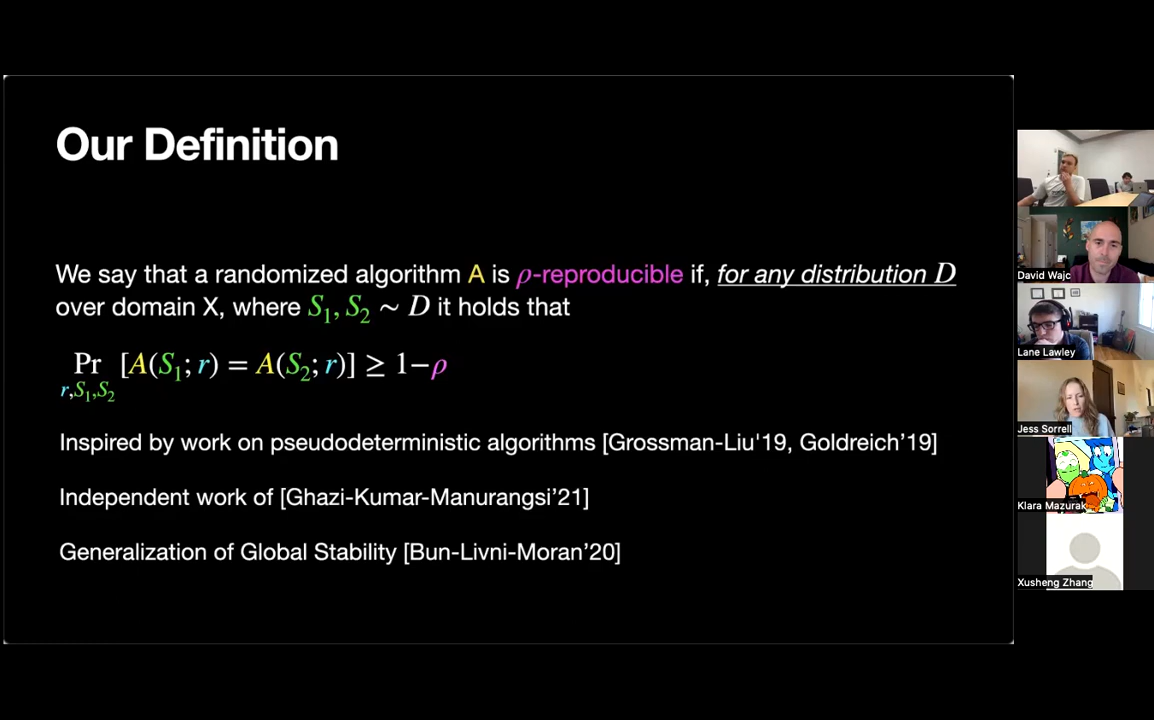 Our Definition
We say that a randomized algorithm A is ρ-reproducible if, for any distribution D
over domain X, where S₁, S₂ ~ D it holds that
Pr [A(S₁; r) = A(S₂; r)] ≥ 1−ρ
r,S₁,S₂
Inspired by work on pseudodeterministic algorithms [Grossman-Liu'19, Goldreich’19]
Independent work of [Ghazi-Kumar-Manurangsi’21]
Generalization of Global Stability [Bun-Livni-Moran’20]
David Wajc
Lane Lawley
Jess Sorrell
Klara Mazurak
Xusheng Zhang